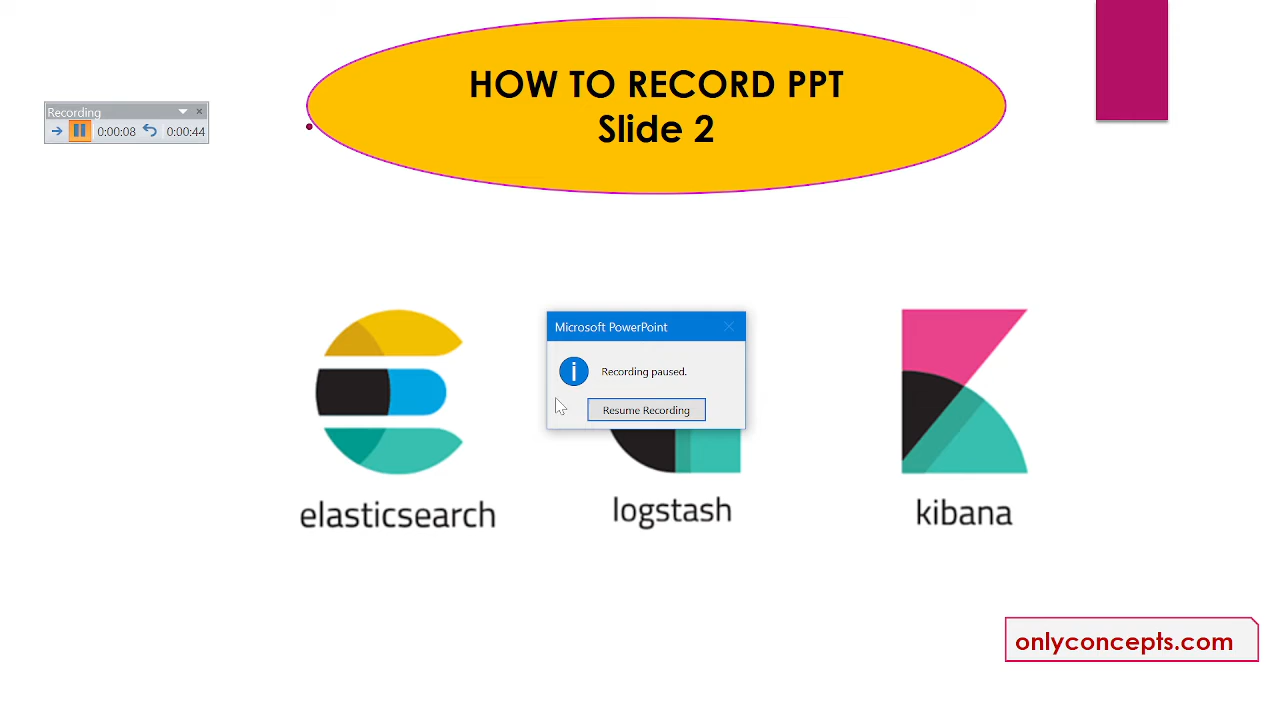 HOW TO RECORD PPT
Slide 2
Recording
0:00:08 0:00:44
Microsoft PowerPoint
Recording paused.
Resume Recording
elasticsearch
logstash
kibana
onlyconcepts.com